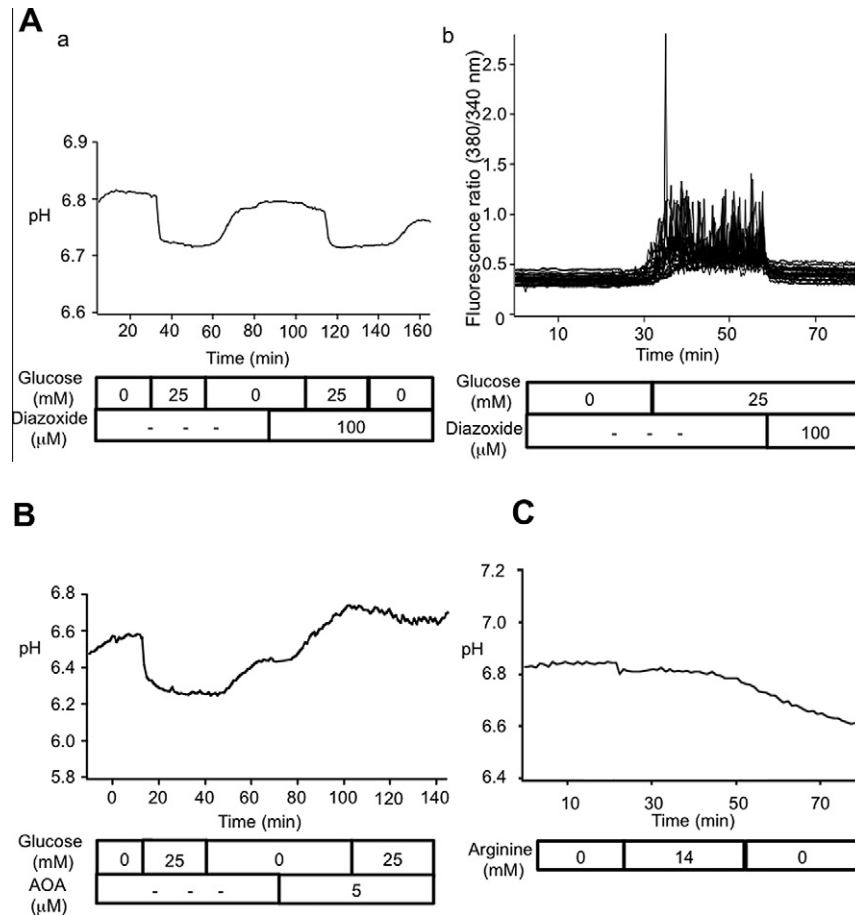 A
a
6.9
6.8
pH
6.7
6.6
20 40 60 80 100 120 140 160
Time (min)
Glucose (mM) 0 25 0 25 0
Diazoxide (μM) - - - 100
b
Fluorescence ratio (380/340 nm)
2.5
2.0
1.5
1.0
0.5
0
10 30 50 70
Time (min)
Glucose (mM) 0 25
Diazoxide (μM) - - - 100
B
6.8
6.6
pH
6.4
6.2
6.0
5.8
0 20 40 60 80 100 120 140
Time (min)
Glucose (mM) 0 25 0 25
AOA (μM) - - - 5
C
7.2
7.0
pH
6.8
6.6
6.4
10 30 50 70
Time (min)
Arginine (mM) 0 14 0